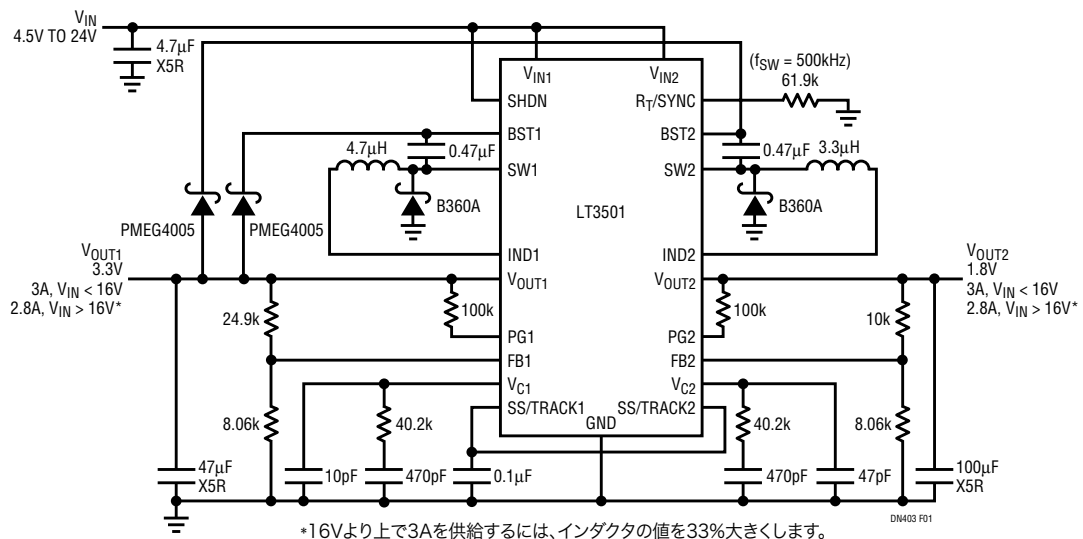 VIN
4.5V TO 24V
4.7µF
X5R
VIN1
VIN2
(fSW = 500kHz)
61.9k
SHDN
RT/SYNC
BST1
BST2
4.7µH
0.47µF
0.47µF
3.3µH
SW1
SW2
B360A
LT3501
B360A
PMEG4005
PMEG4005
IND1
IND2
VOUT1
3.3V
3A, VIN < 16V
2.8A, VIN > 16V*
VOUT1
VOUT2
VOUT2
1.8V
3A, VIN < 16V
2.8A, VIN > 16V*
24.9k
100k
100k
10k
PG1
PG2
FB1
FB2
VC1
VC2
SS/TRACK1
SS/TRACK2
GND
8.06k
40.2k
40.2k
8.06k
47µF
X5R
10pF
470pF
0.1µF
470pF
47pF
100µF
X5R
DN403 F01
*16Vより上で3Aを供給するには、インダクタの値を33%大きくします。